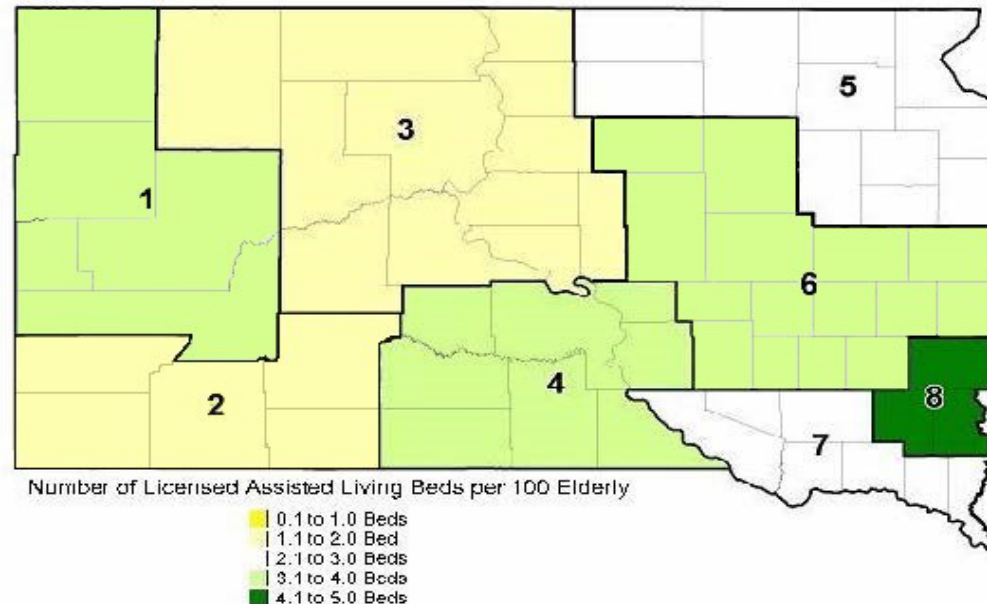 5
3
1
6
4
2
8
7
Number of Licensed Assisted Living Beds per 100 Elderly
0.1 to 1.0 Beds
1.1 to 2.0 Bed
2.1 to 3.0 Beds
3.1 to 4.0 Beds
4.1 to 5.0 Beds